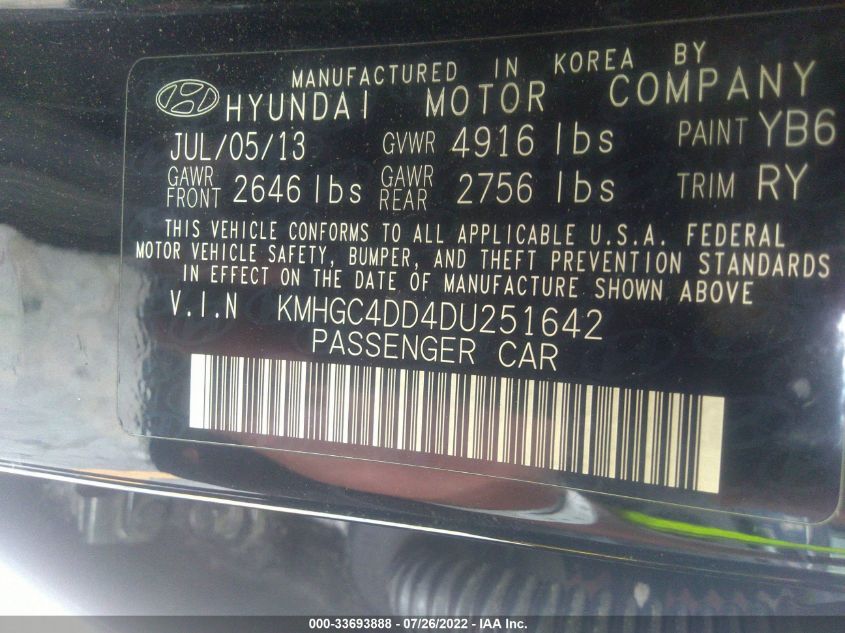 MANUFACTURED IN KOREA BY
HYUNDAI MOTOR COMPANY
JUL/05/13 GVWR 4916 lbs PAINT YB6
GAWR FRONT 2646 lbs GAWR REAR 2756 lbs TRIM RY
THIS VEHICLE CONFORMS TO ALL APPLICABLE U.S.A. FEDERAL
MOTOR VEHICLE SAFETY, BUMPER, AND THEFT PREVENTION STANDARDS
IN EFFECT ON THE DATE OF MANUFACTURE SHOWN ABOVE
V.I.N KMHGC4DD4DU251642
PASSENGER CAR
000-33693888 - 07/26/2022 - IAA Inc.